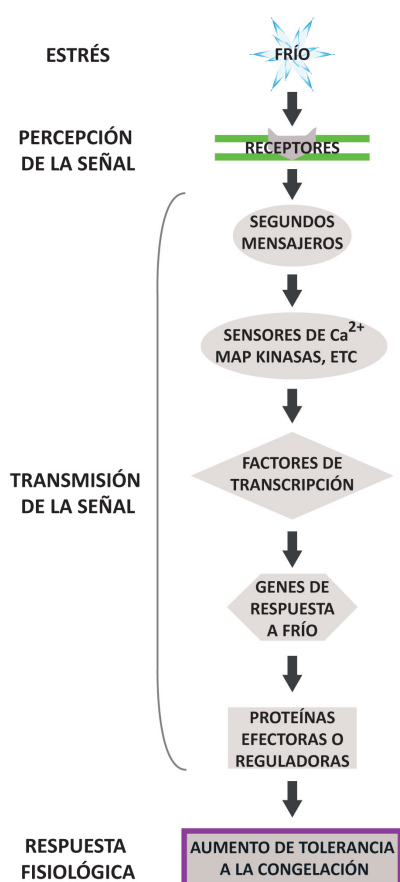 ESTRÉS
FRÍO
PERCEPCIÓN
DE LA SEÑAL
RECEPTORES
SEGUNDOS
MENSAJEROS
SENSORES DE Ca²⁺
MAP KINASAS, ETC
TRANSMISIÓN
DE LA SEÑAL
FACTORES DE
TRANSCRIPCIÓN
GENES DE
RESPUESTA
A FRÍO
PROTEÍNAS
EFECTORAS O
REGULADORAS
RESPUESTA
FISIOLÓGICA
AUMENTO DE TOLERANCIA
A LA CONGELACIÓN